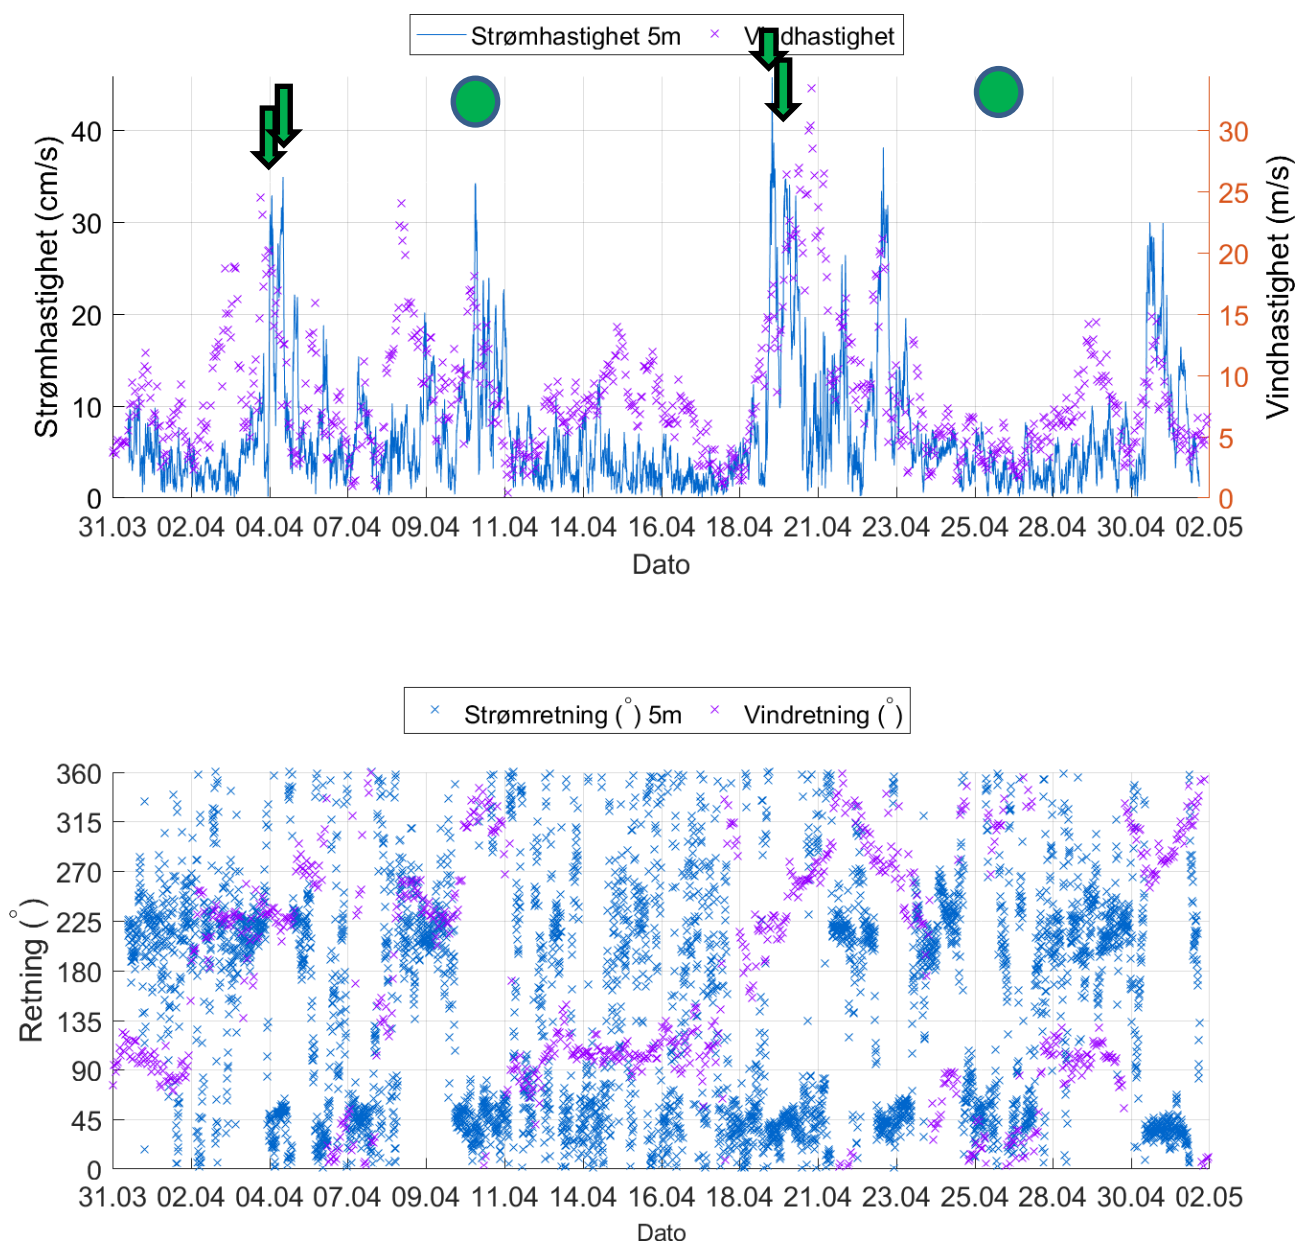 Strømhastighet 5m Vindhastighet
Strømhastighet (cm/s)
40
30
20
10
0
Vindhastighet (m/s)
30
25
20
15
10
5
0
31.03 02.04 04.04 07.04 09.04 11.04 14.04 16.04 18.04 21.04 23.04 25.04 28.04 30.04 02.05
Dato
Strømretning (°) 5m Vindretning (°)
Retning (°)
360
315
270
225
180
135
90
45
0
31.03 02.04 04.04 07.04 09.04 11.04 14.04 16.04 18.04 21.04 23.04 25.04 28.04 30.04 02.05
Dato